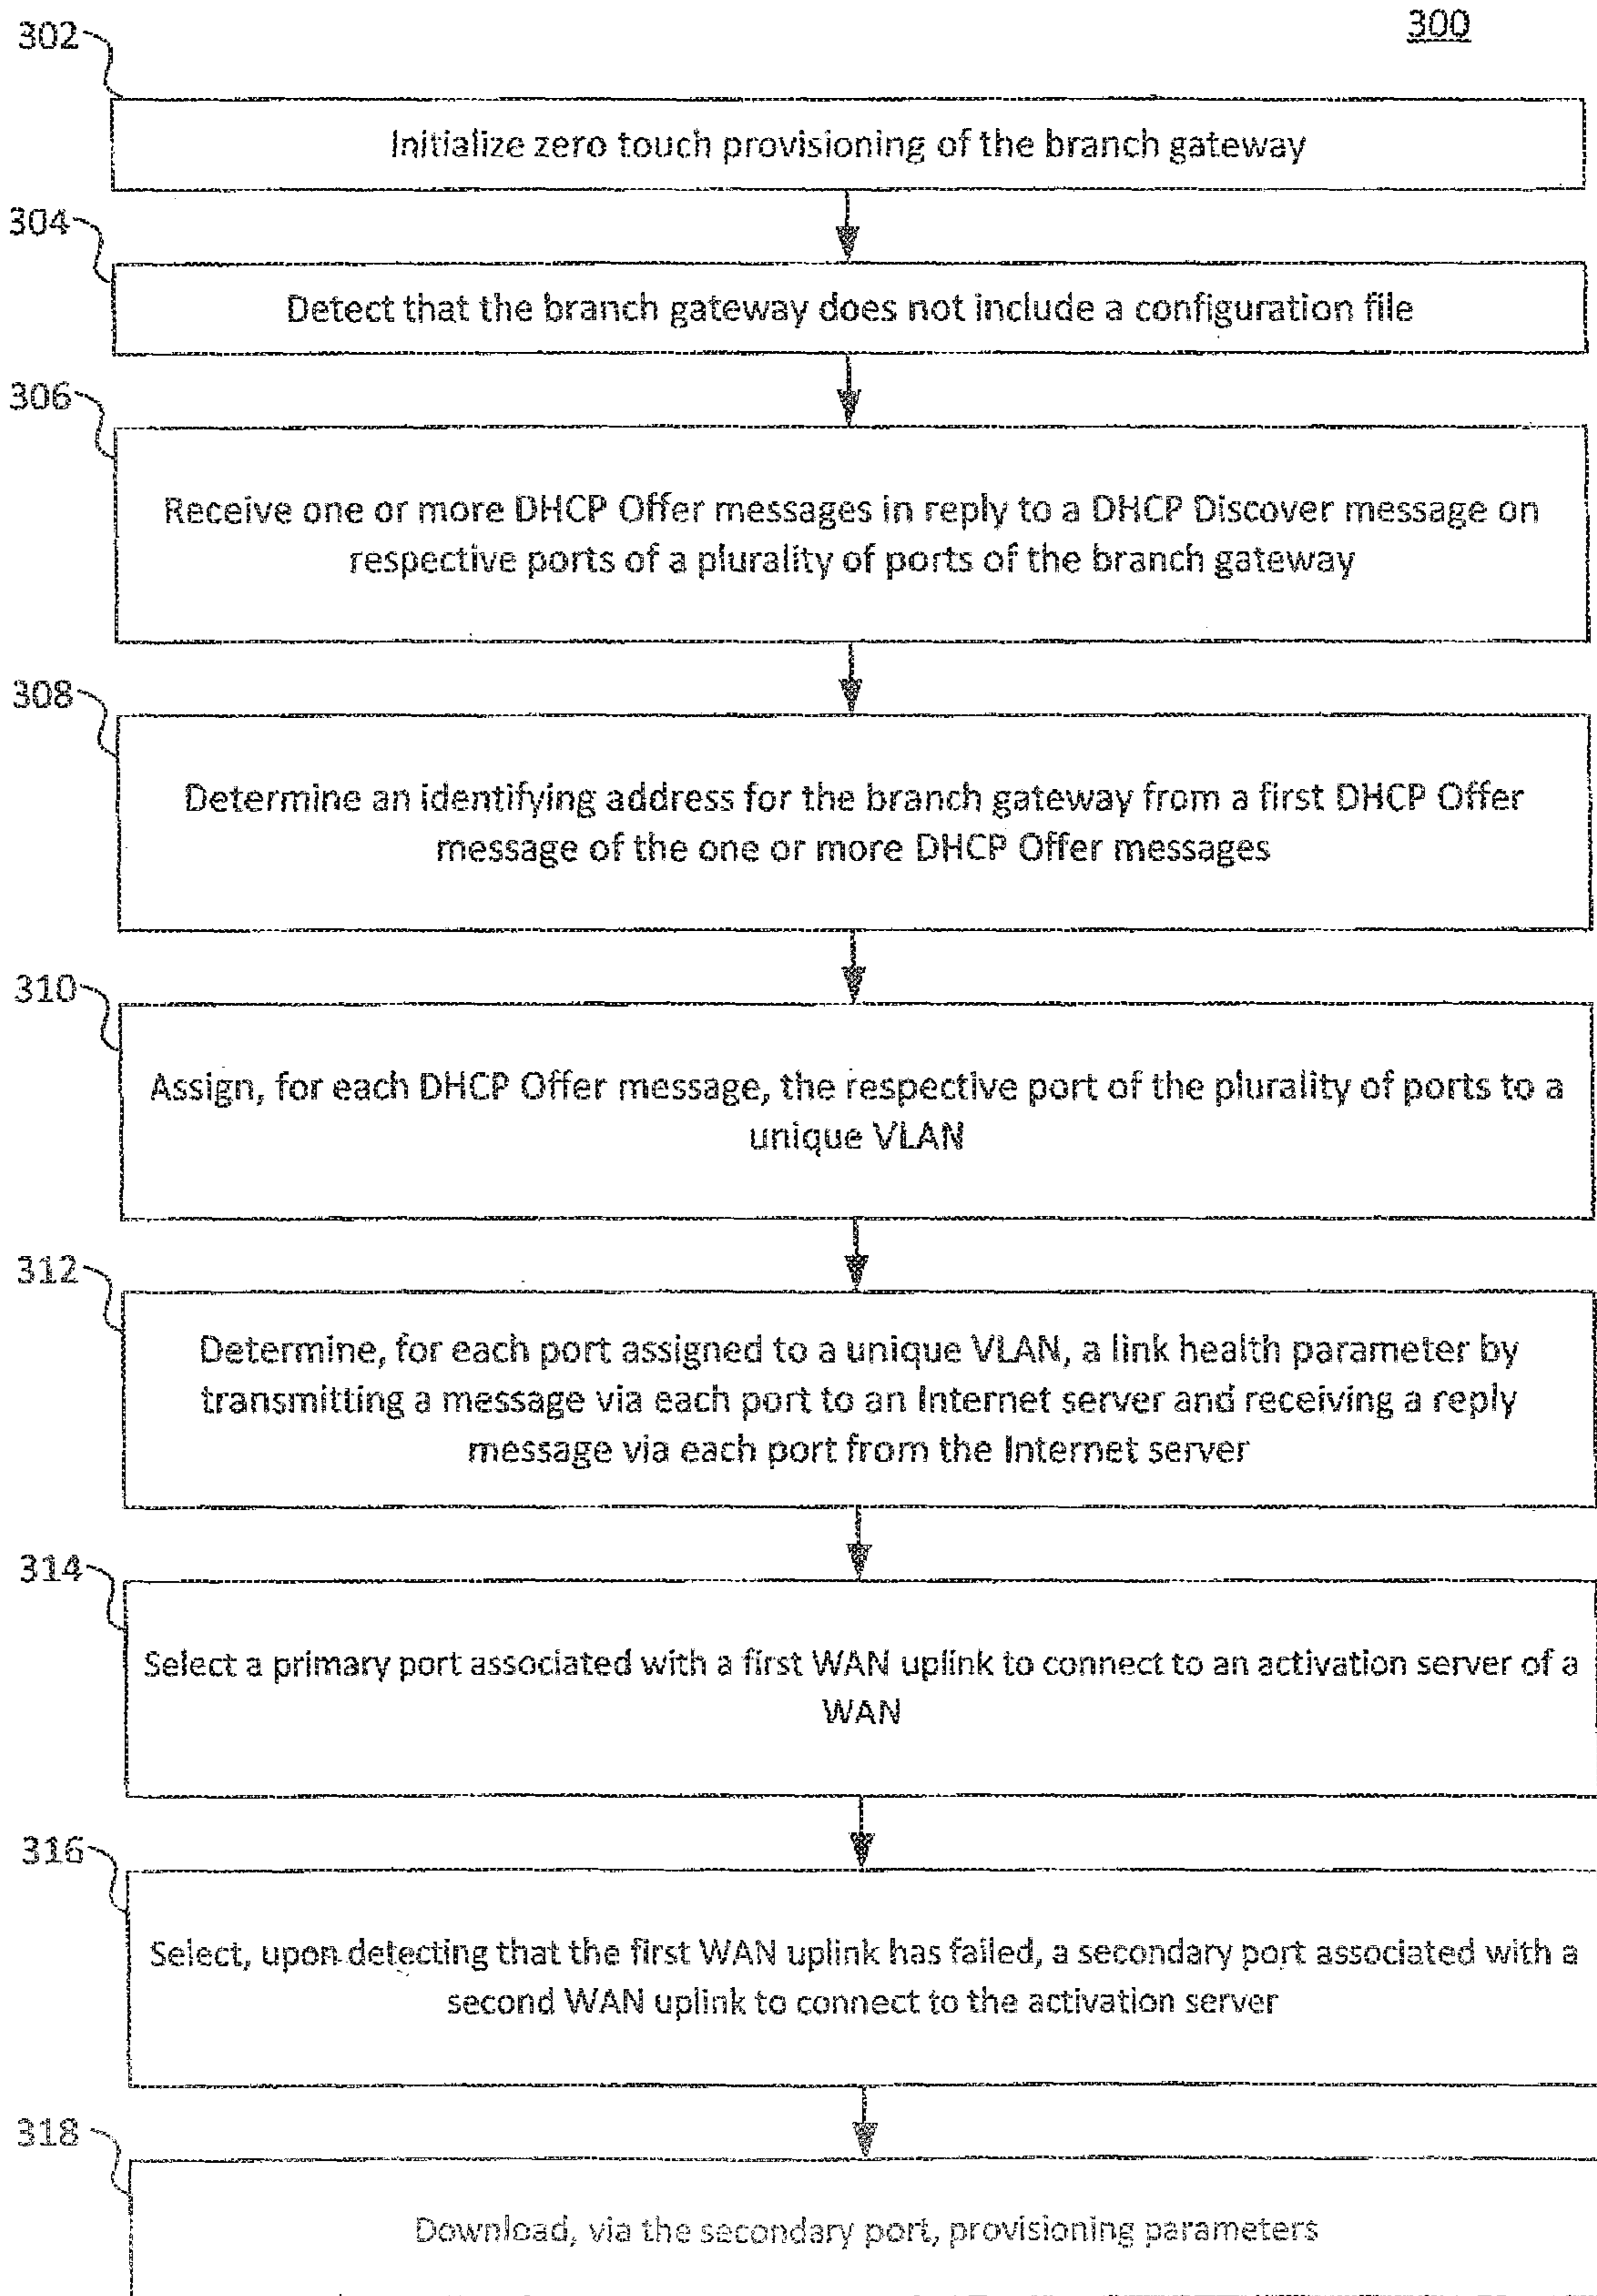 300
302
Initialize zero touch provisioning of the branch gateway
304
Detect that the branch gateway does not include a configuration file
306
Receive one or more DHCP Offer messages in reply to a DHCP Discover message on
respective ports of a plurality of ports of the branch gateway
308
Determine an identifying address for the branch gateway from a first DHCP Offer
message of the one or more DHCP Offer messages
310
Assign, for each DHCP Offer message, the respective port of the plurality of ports to a
unique VLAN
312
Determine, for each port assigned to a unique VLAN, a link health parameter by
transmitting a message via each port to an Internet server and receiving a reply
message via each port from the Internet server
314
Select a primary port associated with a first WAN uplink to connect to an activation server of a
WAN
316
Select, upon detecting that the first WAN uplink has failed, a secondary port associated with a
second WAN uplink to connect to the activation server
318
Download, via the secondary port, provisioning parameters